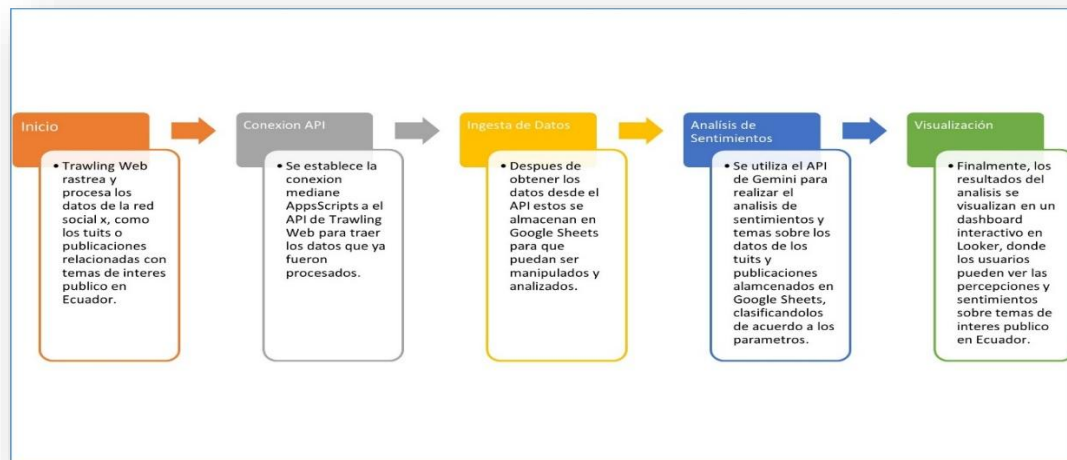 Inicio
• Trawling Web
rastrea y
procesa los
datos de la red
social x, como
los tuits o
publicaciones
relacionadas con
temas de interes
publico en
Ecuador.
Conexion API
• Se establece la
conexion
mediane
AppsScripts a el
API de Trawling
Web para traer
los datos que ya
fueron
procesados.
Ingesta de Datos
• Despues de
obtener los
datos desde el
API estos se
almacenan en
Google Sheets
para que
puedan ser
manipulados y
analizados.
Analísis de
Sentimientos
• Se utiliza el API
de Gemini para
realizar el
analisis de
sentimientos y
temas sobre los
datos de los
tuits y
publicaciones
alamcenados en
Google Sheets,
clasificandolos
de acuerdo a los
parametros.
Visualización
• Finalmente, los
resultados del
analisis se
visualizan en un
dashboard
interactivo en
Looker, donde
los usuarios
pueden ver las
percepciones y
sentimientos
sobre temas de
interes publico
en Ecuador.